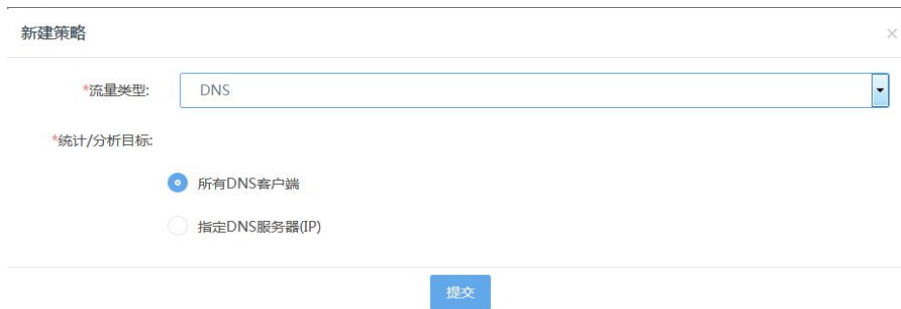 新建策略
*流量类型: DNS
*统计/分析目标:
所有DNS客户端
指定DNS服务器(IP)
提交